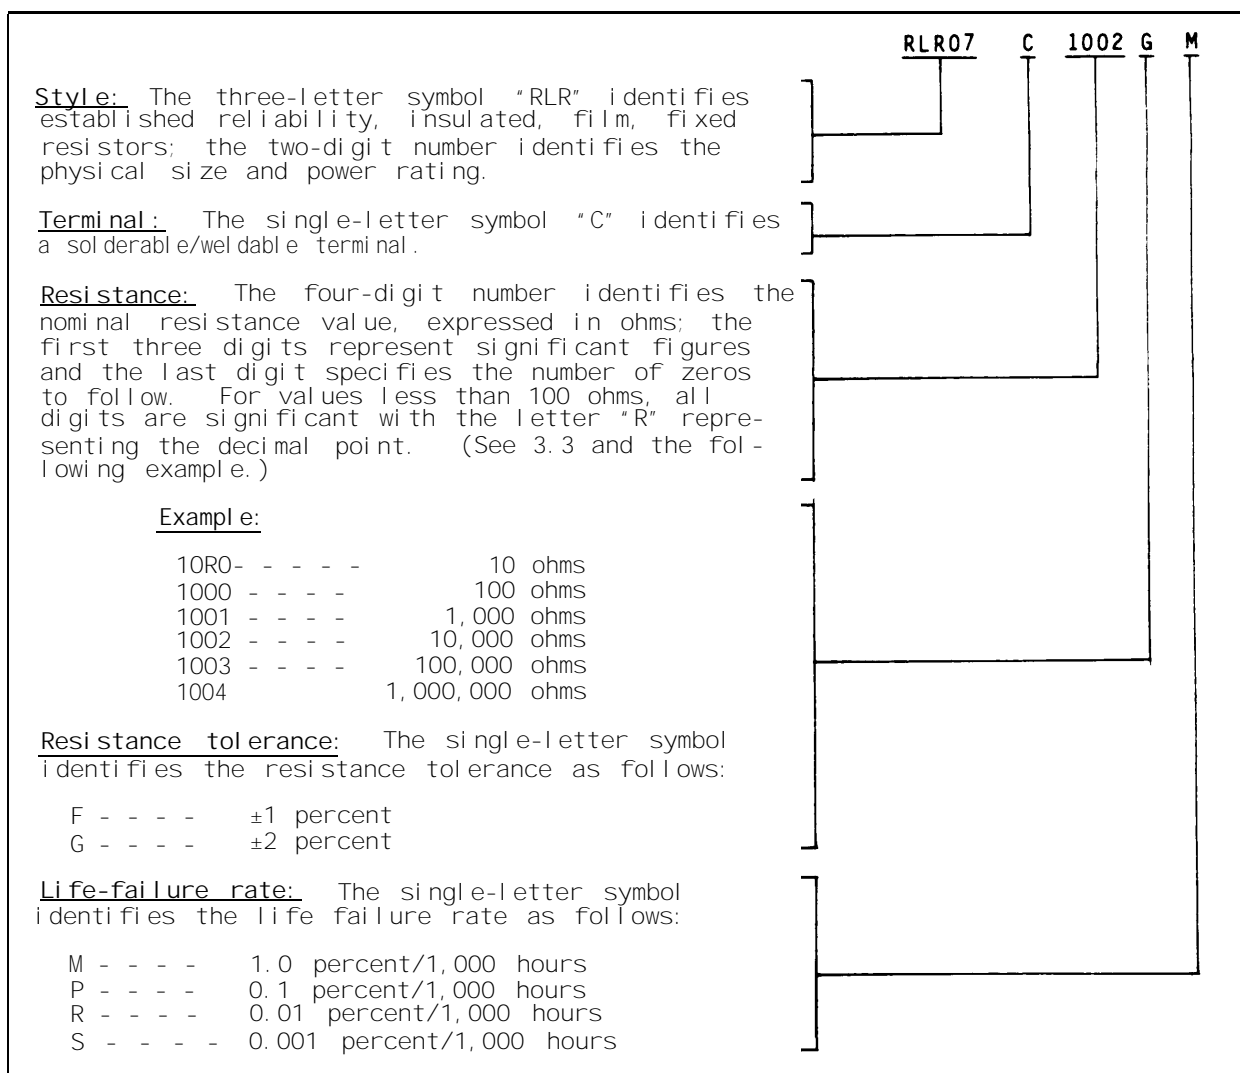 RLR07 C 1002 G M
Style: The three-letter symbol "RLR" identifies
established reliability, insulated, film, fixed
resistors; the two-digit number identifies the
physical size and power rating.
Terminal: The single-letter symbol "C" identifies
a solderable/weldable terminal.
Resistance: The four-digit number identifies the
nominal resistance value, expressed in ohms; the
first three digits represent significant figures
and the last digit specifies the number of zeros
to follow. For values less than 100 ohms, all
digits are significant with the letter "R" repre-
senting the decimal point. (See 3.3 and the fol-
lowing example.)
Example:
10R0- - - - - 10 ohms
1000 - - - - 100 ohms
1001 - - - - 1,000 ohms
1002 - - - - 10,000 ohms
1003 - - - - 100,000 ohms
1004 1,000,000 ohms
Resistance tolerance: The single-letter symbol
identifies the resistance tolerance as follows:
F - - - - ±1 percent
G - - - - ±2 percent
Life-failure rate: The single-letter symbol
identifies the life failure rate as follows:
M - - - - 1.0 percent/1,000 hours
P - - - - 0.1 percent/1,000 hours
R - - - - 0.01 percent/1,000 hours
S - - - - 0.001 percent/1,000 hours